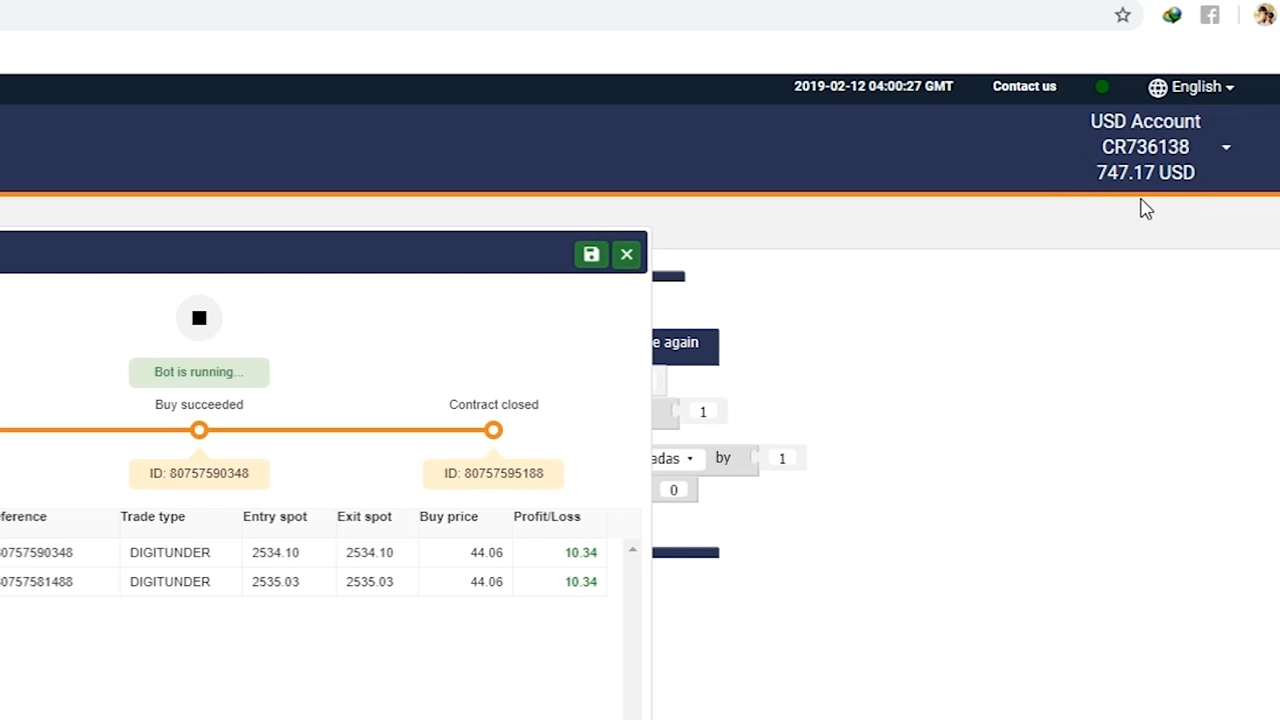 2019-02-12 04:00:27 GMT Contact us English
USD Account
CR736138
747.17 USD
e again
Bot is running...
Buy succeeded Contract closed
1
adas by 1
ID: 80757590348 ID: 80757595188
0
ference Trade type Entry spot Exit spot Buy price Profit/Loss
80757590348 DIGITUNDER 2534.10 2534.10 44.06 10.34
80757581488 DIGITUNDER 2535.03 2535.03 44.06 10.34